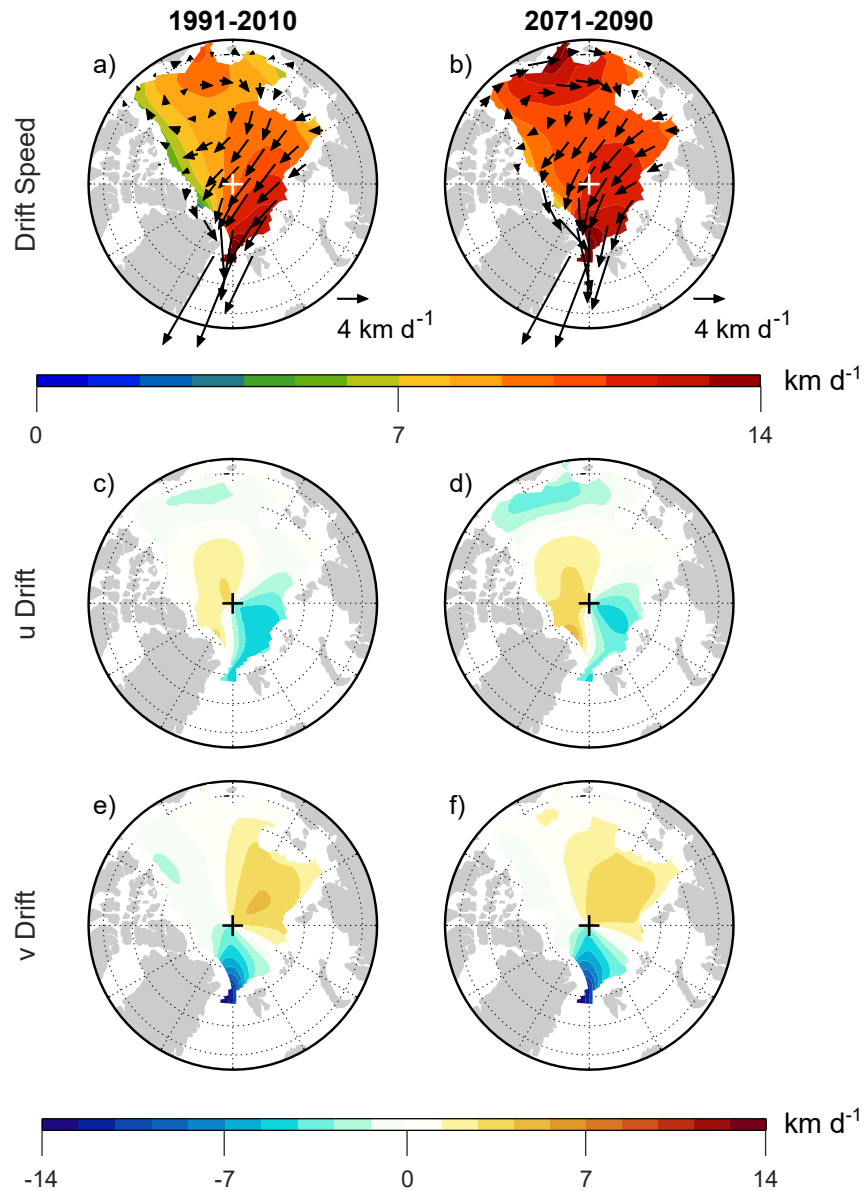 1991-2010 2071-2090
a) b)
Drift Speed
4 km d-1 4 km d-1
km d-1
0 7 14
c) d)
u Drift
e) f)
v Drift
km d-1
-14 -7 0 7 14